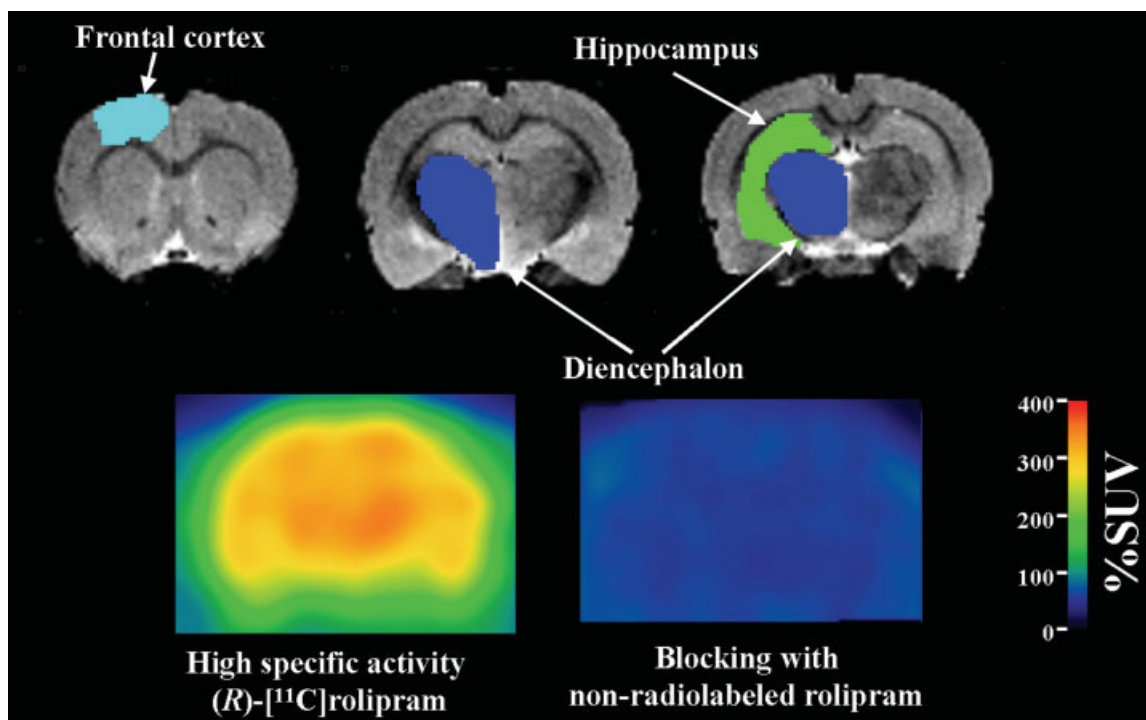 Frontal cortex
Hippocampus
Diencephalon
400
300
200
100
0
%SUV
High specific activity
(R)-[¹¹C]rolipram
Blocking with
non-radiolabeled rolipram